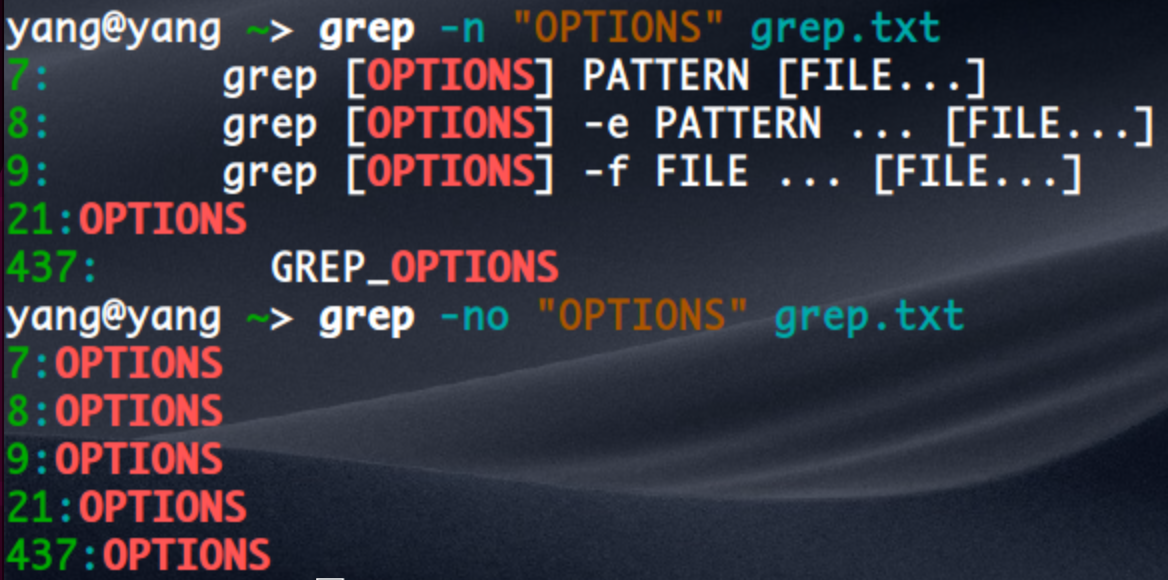 yang@yang ~> grep -n "OPTIONS" grep.txt
7:       grep [OPTIONS] PATTERN [FILE...]
8:       grep [OPTIONS] -e PATTERN ... [FILE...]
9:       grep [OPTIONS] -f FILE ... [FILE...]
21:OPTIONS
437:       GREP_OPTIONS
yang@yang ~> grep -no "OPTIONS" grep.txt
7:OPTIONS
8:OPTIONS
9:OPTIONS
21:OPTIONS
437:OPTIONS